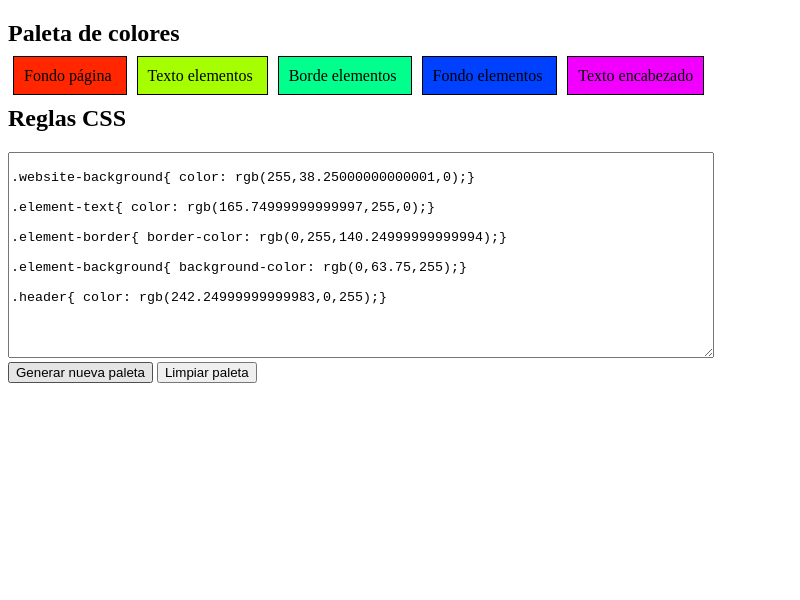 Paleta de colores
Fondo página Texto elementos Borde elementos Fondo elementos Texto encabezado
Reglas CSS
.website-background{ color: rgb(255,38.25000000000001,0);}
.element-text{ color: rgb(165.74999999999997,255,0);}
.element-border{ border-color: rgb(0,255,140.24999999999994);}
.element-background{ background-color: rgb(0,63.75,255);}
.header{ color: rgb(242.24999999999983,0,255);}
Generar nueva paleta Limpiar paleta